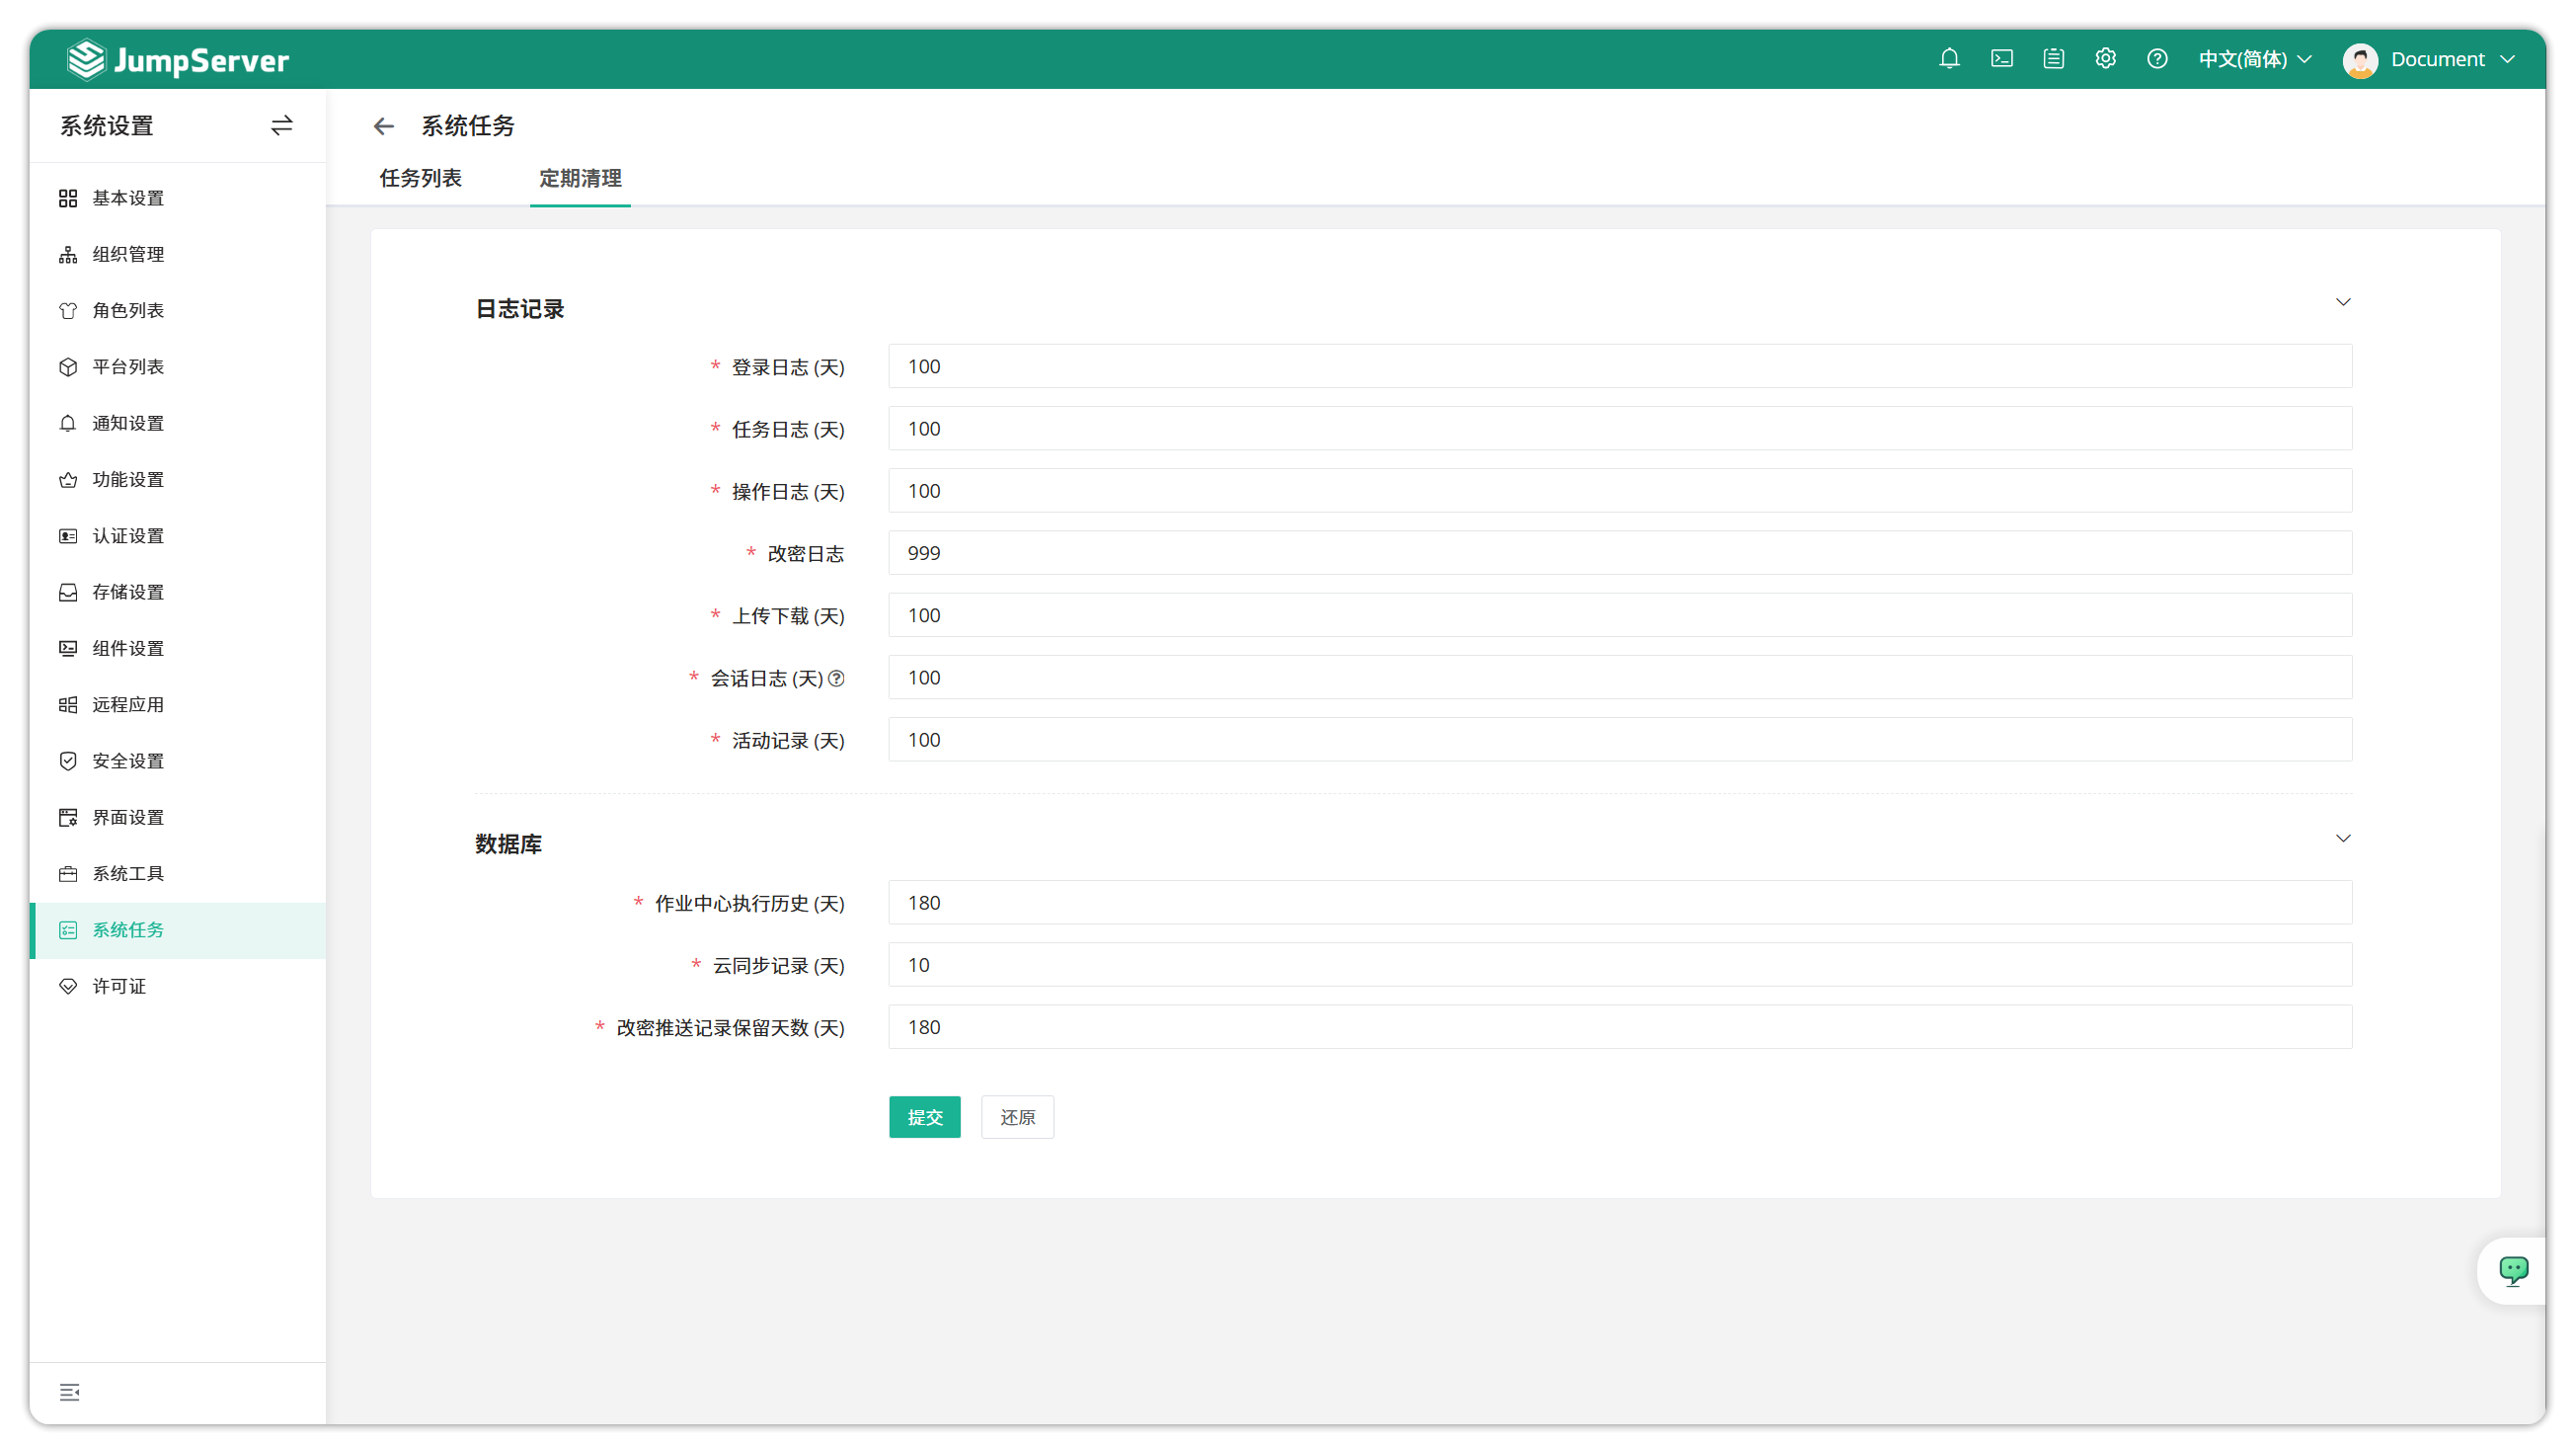 JumpServer
中文(简体)
Document
系统设置
系统任务
任务列表
定期清理
基本设置
组织管理
角色列表
平台列表
通知设置
功能设置
认证设置
存储设置
组件设置
远程应用
安全设置
界面设置
系统工具
系统任务
许可证
日志记录
* 登录日志 (天) 100
* 任务日志 (天) 100
* 操作日志 (天) 100
* 改密日志 999
* 上传下载 (天) 100
* 会话日志 (天) 100
* 活动记录 (天) 100
数据库
* 作业中心执行历史 (天) 180
* 云同步记录 (天) 10
* 改密推送记录保留天数 (天) 180
提交
还原